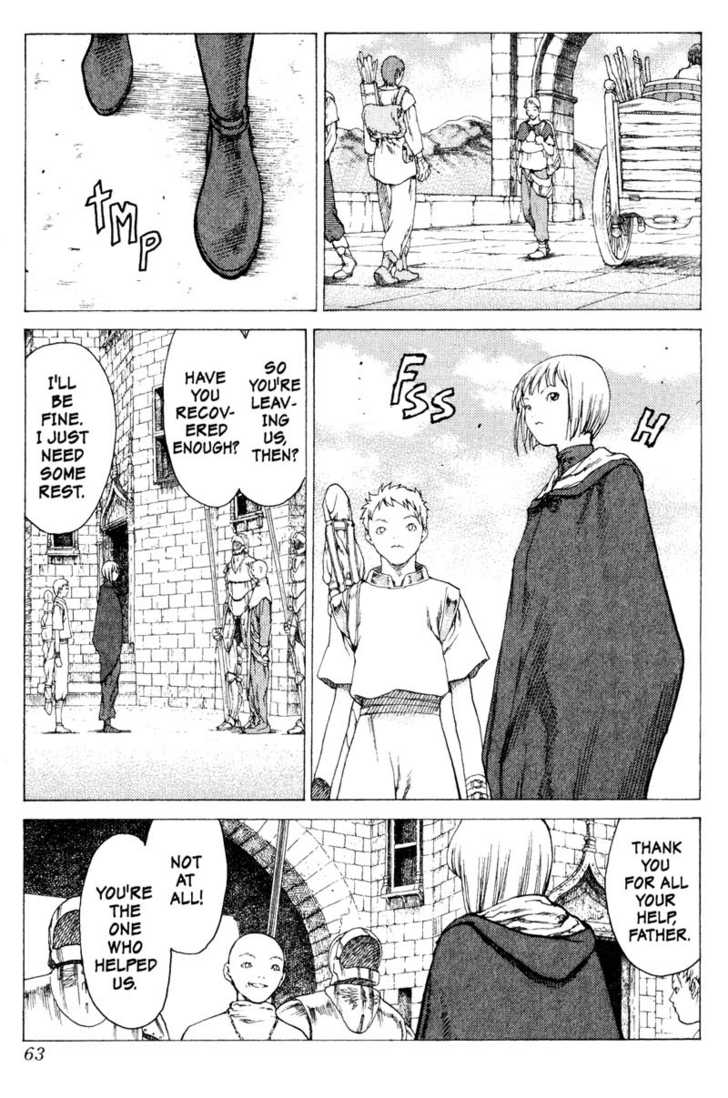 TMP
FSS
H
SO
YOU'RE
LEAV-
ING
US,
THEN?
HAVE
YOU
RECOV-
ERED
ENOUGH?
I'LL
BE
FINE.
I JUST
NEED
SOME
REST.
THANK
YOU
FOR ALL
YOUR
HELP,
FATHER.
NOT
AT
ALL!
YOU'RE
THE
ONE
WHO
HELPED
US.
63